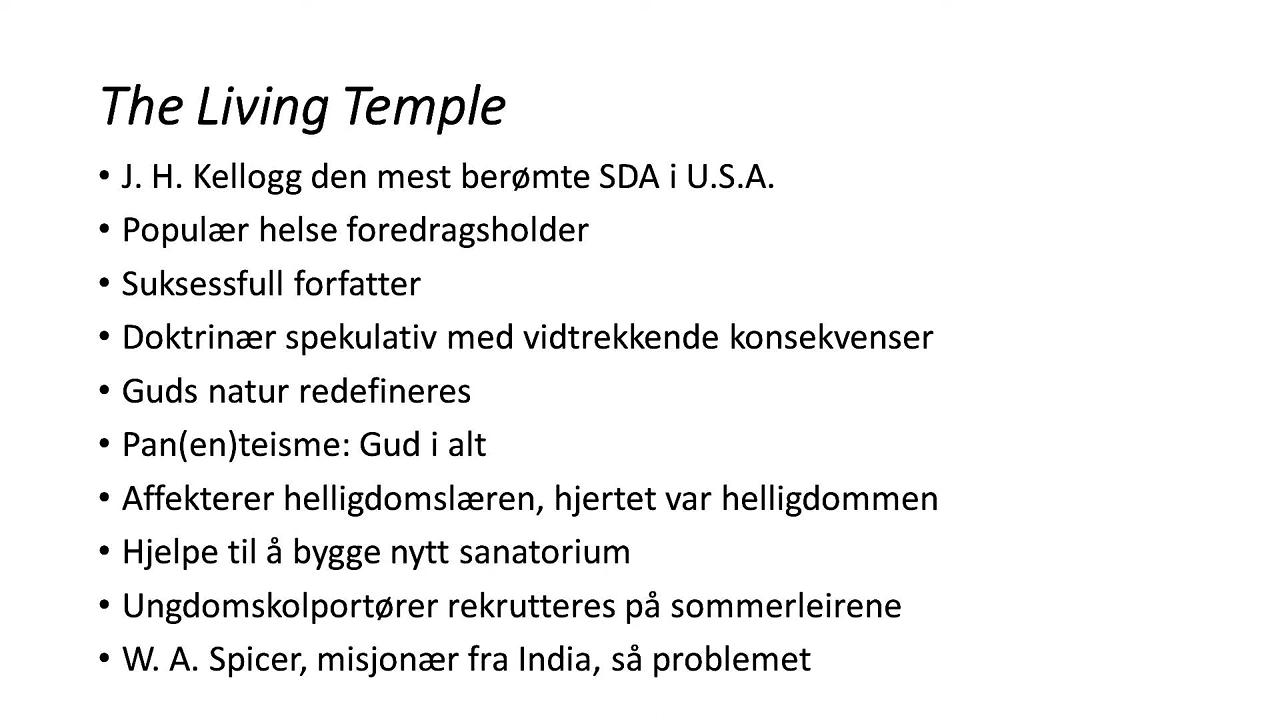 The Living Temple
• J. H. Kellogg den mest berømte SDA i U.S.A.
• Populær helse foredragsholder
• Suksessfull forfatter
• Doktrinær spekulativ med vidtrekkende konsekvenser
• Guds natur redefineres
• Pan(en)teisme: Gud i alt
• Affekterer helligdomslæren, hjertet var helligdommen
• Hjelpe til å bygge nytt sanatorium
• Ungdomskolportører rekrutteres på sommerleirene
• W. A. Spicer, misjonær fra India, så problemet